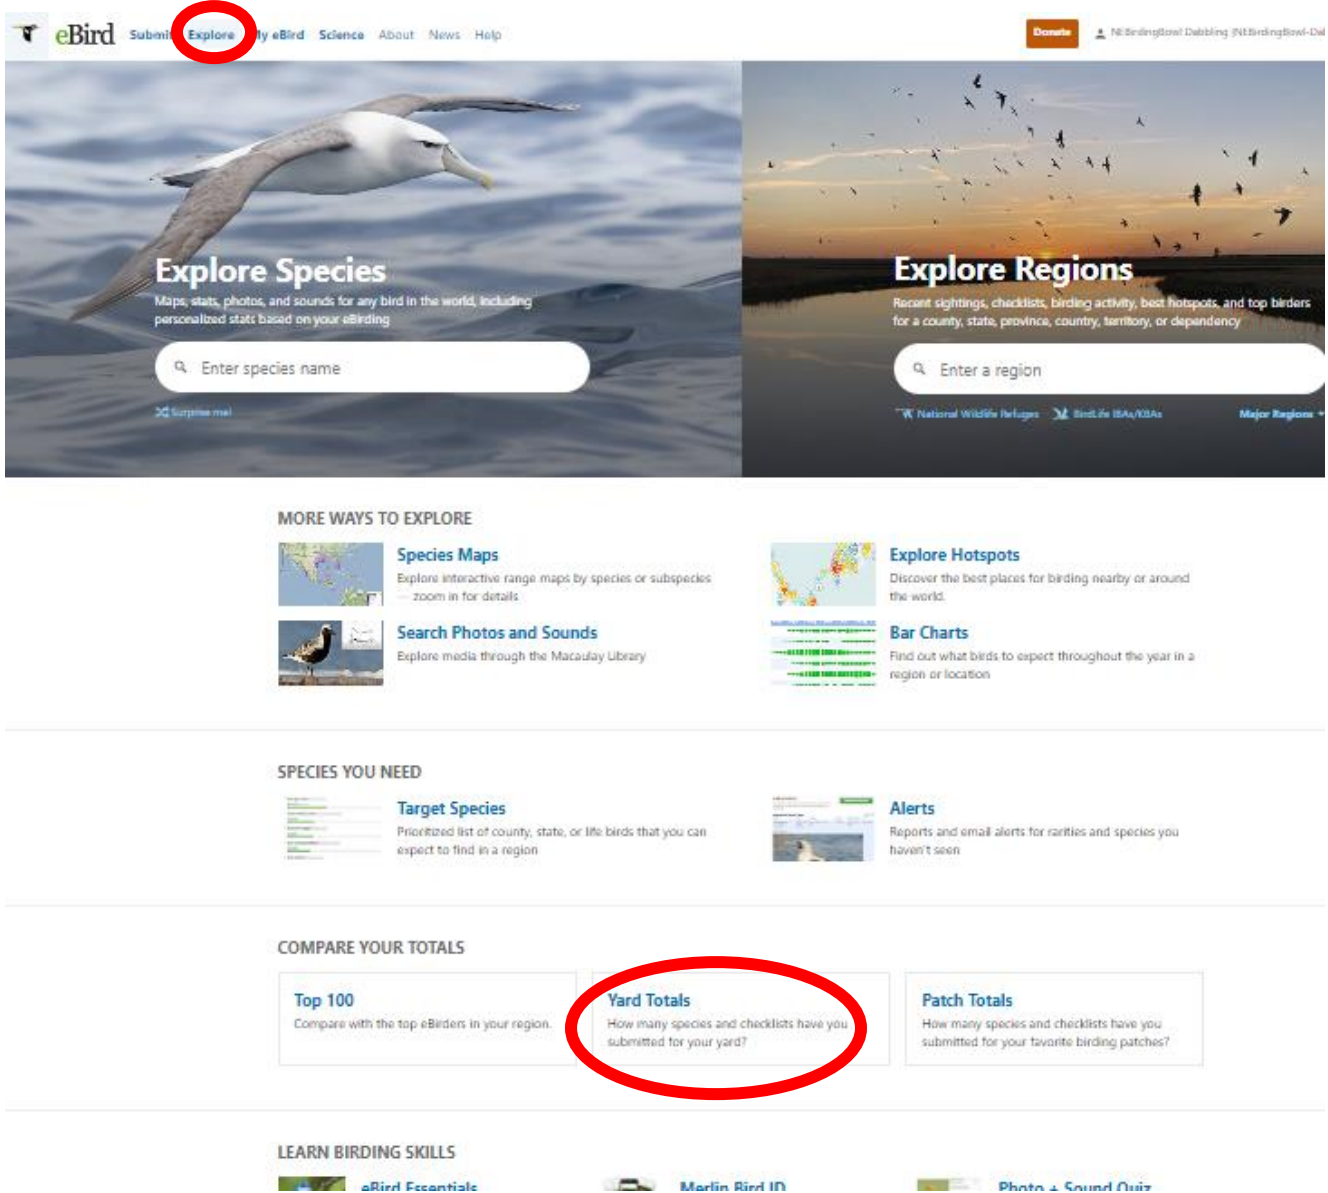 eBird Submit Explore My eBird Science About News Help
Donate
NEBirdingBowl Dabbling
Explore Species
Maps, stats, photos, and sounds for any bird in the world, including
personalized stats based on your eBirding
Enter species name
Surprise me!
Explore Regions
Recent sightings, checklists, birding activity, best hotspots, and top birders
for a county, state, province, country, territory, or dependency
Enter a region
National Wildlife Refuges BirdLife IBAs/KBAs Major Regions
MORE WAYS TO EXPLORE
Species Maps
Explore interactive range maps by species or subspecies
— zoom in for details
Explore Hotspots
Discover the best places for birding nearby or around
the world.
Search Photos and Sounds
Explore media through the Macaulay Library
Bar Charts
Find out what birds to expect throughout the year in a
region or location
SPECIES YOU NEED
Target Species
Prioritized list of county, state, or life birds that you can
expect to find in a region
Alerts
Reports and email alerts for rarities and species you
haven't seen
COMPARE YOUR TOTALS
Top 100
Compare with the top eBirders in your region.
Yard Totals
How many species and checklists have you
submitted for your yard?
Patch Totals
How many species and checklists have you
submitted for your favorite birding patches?
LEARN BIRDING SKILLS
eBird Essentials
Merlin Bird ID
Photo + Sound Quiz